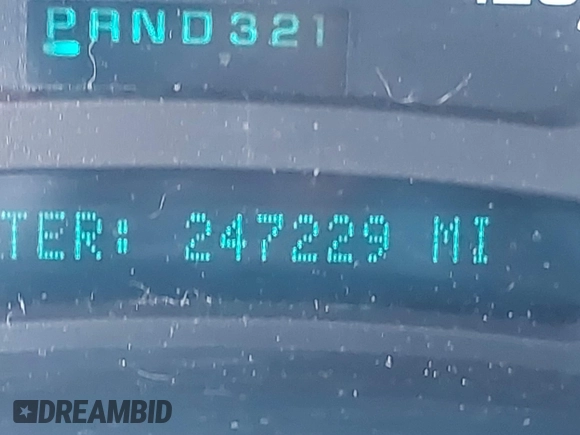 PRND321
TER: 247229 MI
DREAMBID